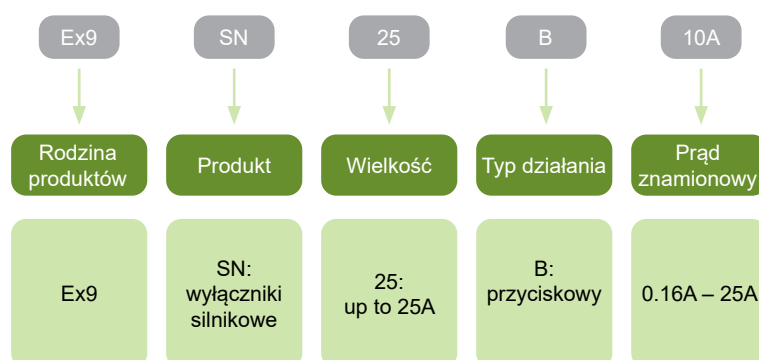 Ex9
SN
25
B
10A
Rodzina
produktów
Produkt
Wielkość
Typ działania
Prąd
znamionowy
Ex9
SN:
wyłączniki
silnikowe
25:
up to 25A
B:
przyciskowy
0.16A – 25A